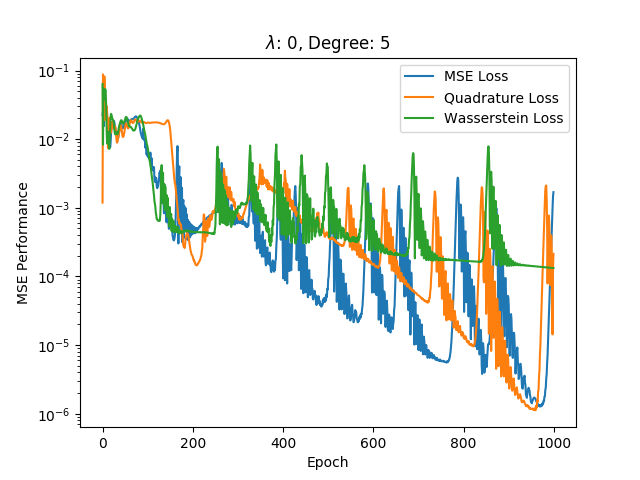 λ: 0, Degree: 5
MSE Loss
Quadrature Loss
Wasserstein Loss
MSE Performance
10⁻¹
10⁻²
10⁻³
10⁻⁴
10⁻⁵
10⁻⁶
0 200 400 600 800 1000
Epoch